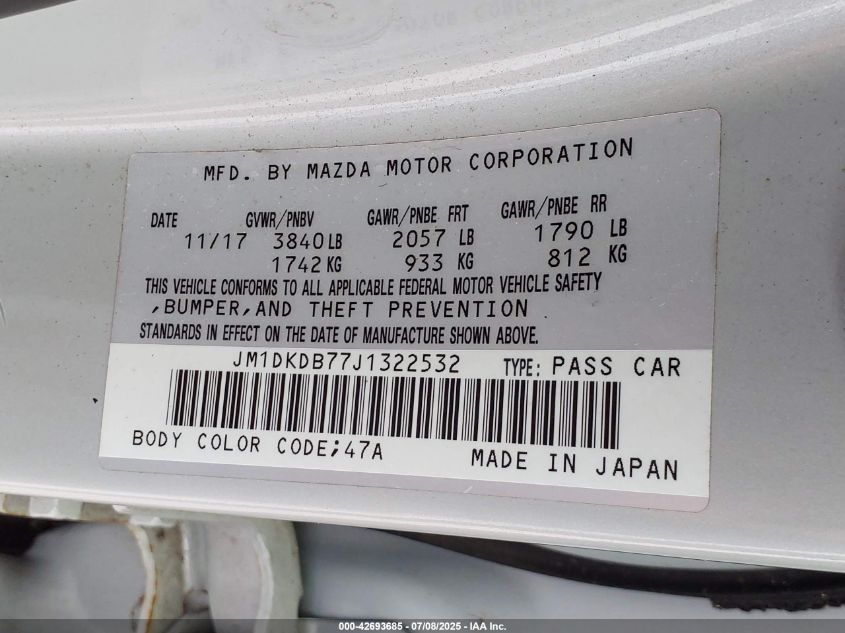 MFD. BY MAZDA MOTOR CORPORATION
DATE GVWR/PNBV GAWR/PNBE FRT GAWR/PNBE RR
11/17 3840 LB 2057 LB 1790 LB
1742 KG 933 KG 812 KG
THIS VEHICLE CONFORMS TO ALL APPLICABLE FEDERAL MOTOR VEHICLE SAFETY
,BUMPER,AND THEFT PREVENTION
STANDARDS IN EFFECT ON THE DATE OF MANUFACTURE SHOWN ABOVE.
JM1DKDB77J1322532 TYPE: PASS CAR
BODY COLOR CODE;47A MADE IN JAPAN
000-42693685 - 07/08/2025 - IAA Inc.